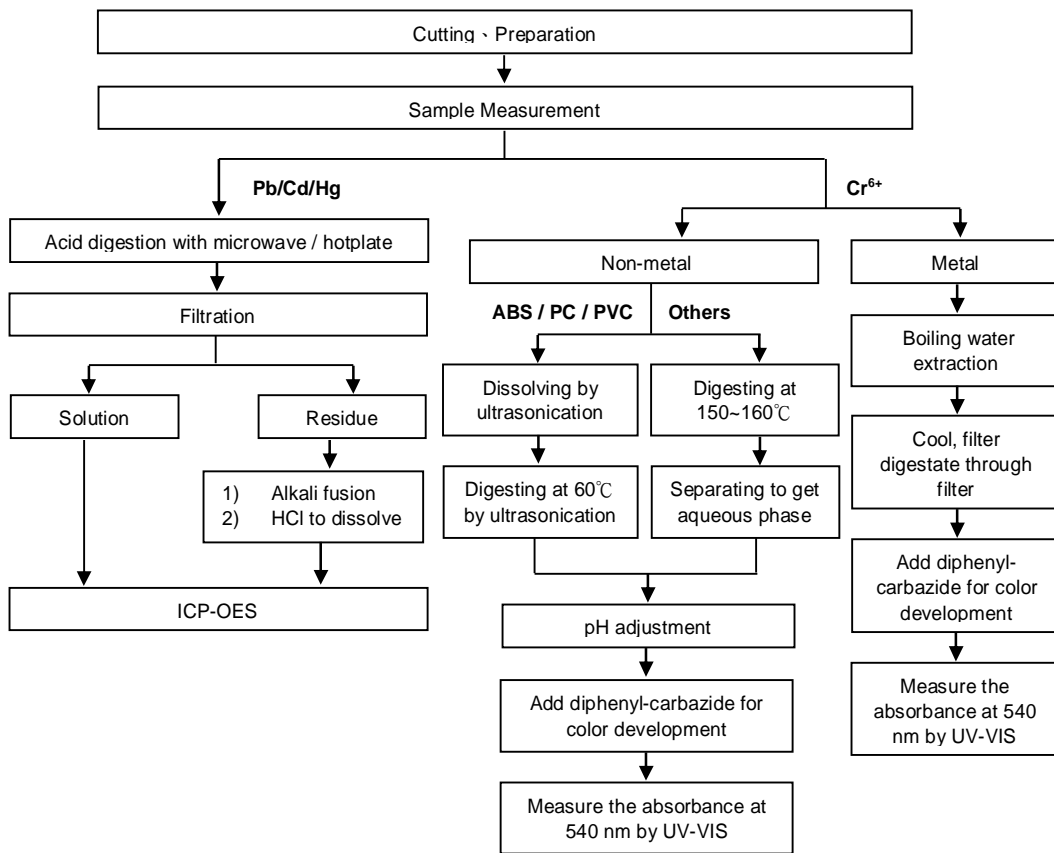 Cutting、Preparation
Sample Measurement
Pb/Cd/Hg
Cr⁶⁺
Acid digestion with microwave / hotplate
Filtration
Solution
Residue
1) Alkali fusion
2) HCl to dissolve
ICP-OES
Non-metal
ABS / PC / PVC
Others
Dissolving by
ultrasonication
Digesting at 60℃
by ultrasonication
Digesting at
150~160℃
Separating to get
aqueous phase
pH adjustment
Add diphenyl-carbazide for
color development
Measure the absorbance at
540 nm by UV-VIS
Metal
Boiling water
extraction
Cool, filter
digestate through
filter
Add diphenyl-
carbazide for color
development
Measure the
absorbance at 540
nm by UV-VIS